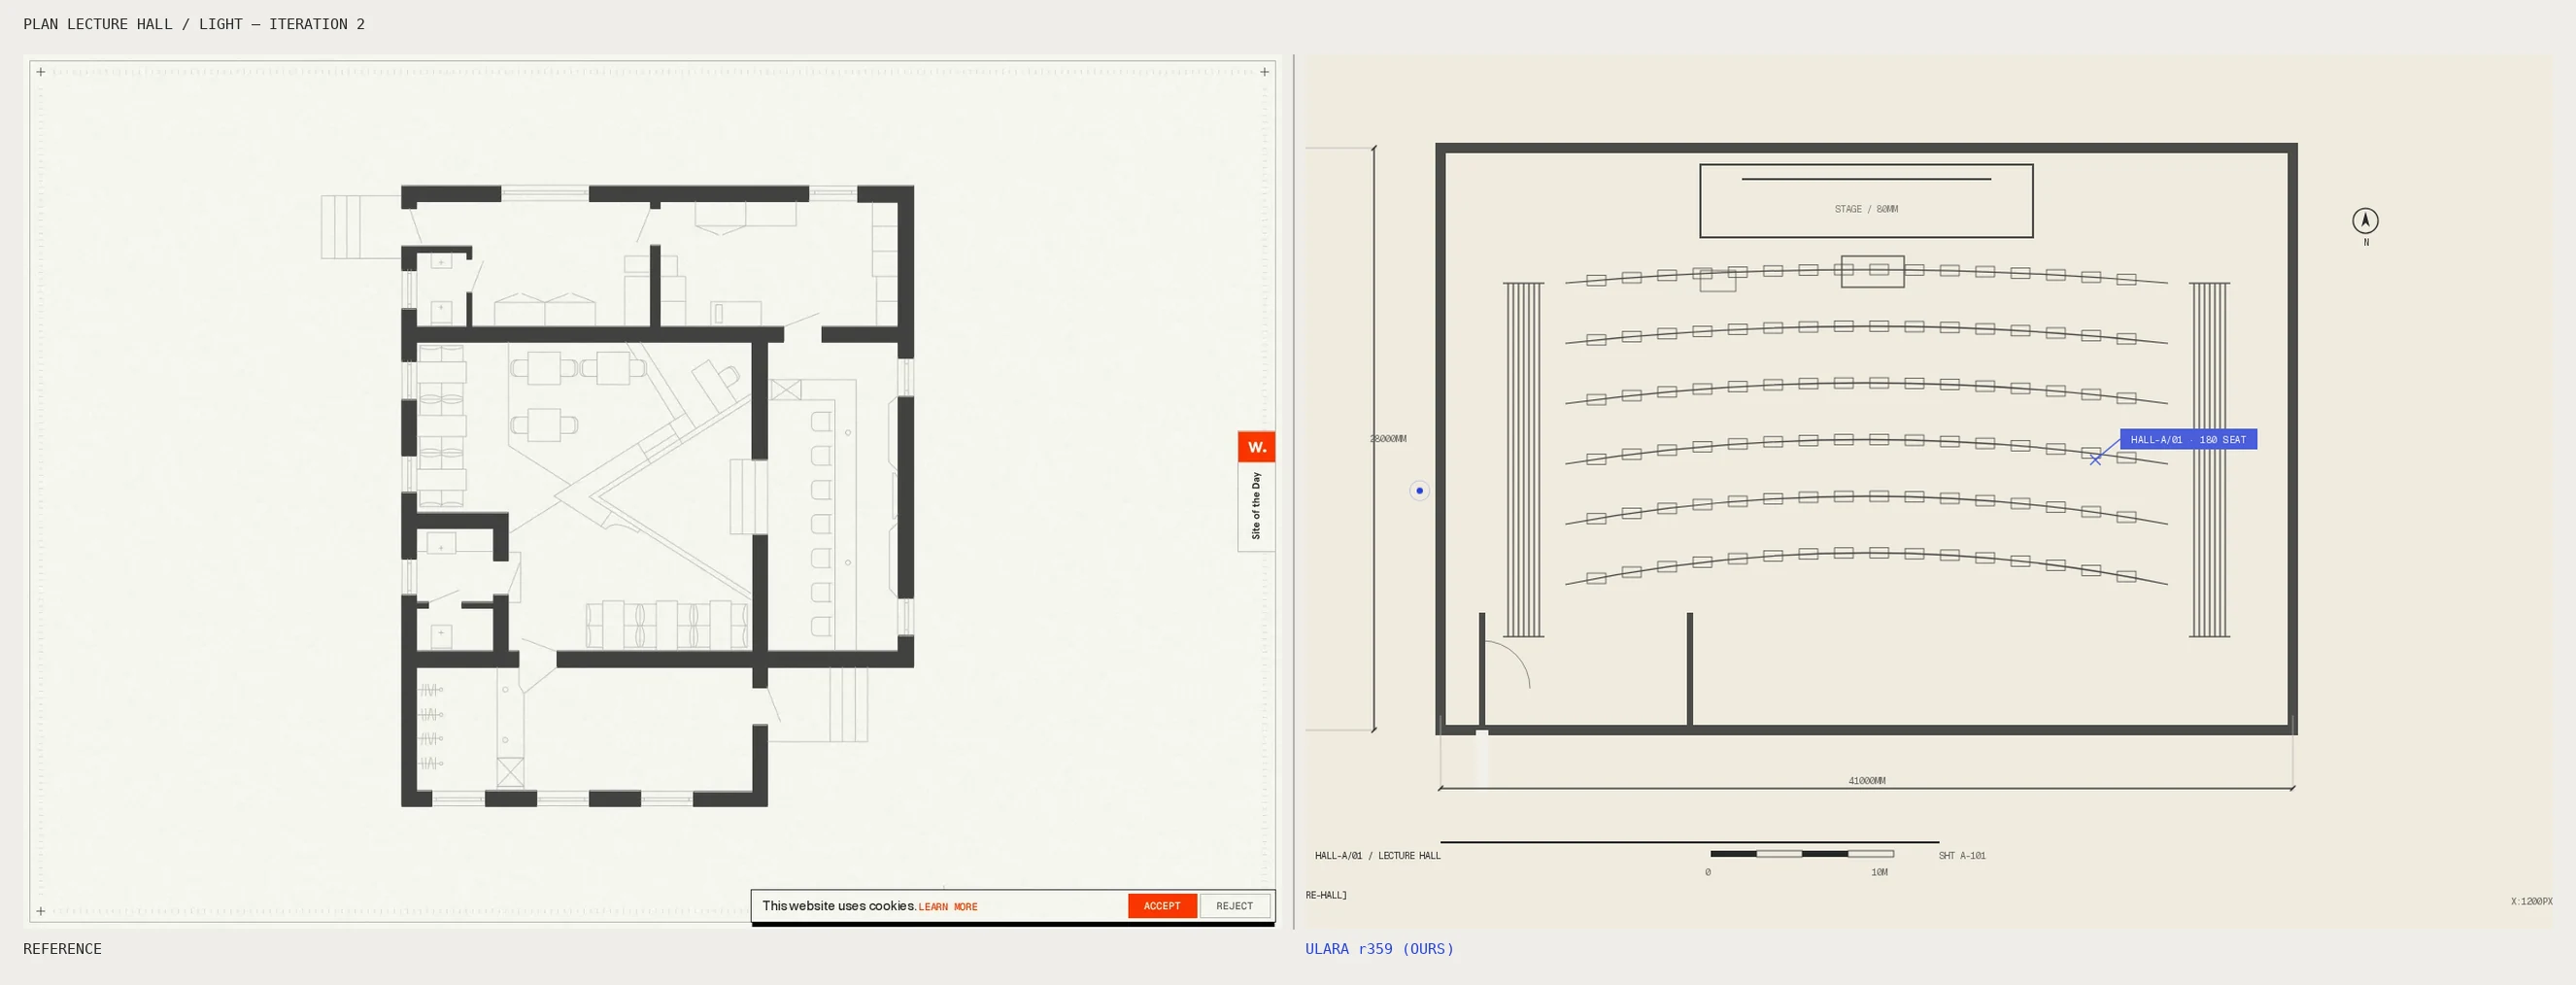 PLAN LECTURE HALL / LIGHT — ITERATION 2
W.
Site of the Day
This website uses cookies. LEARN MORE
ACCEPT
REJECT
REFERENCE
STAGE / 80MM
N
28000MM
HALL-A/01 · 180 SEAT
41000MM
HALL-A/01 / LECTURE HALL
SHT A-101
0
10M
RE-HALL]
X:1200PX
ULARA r359 (OURS)